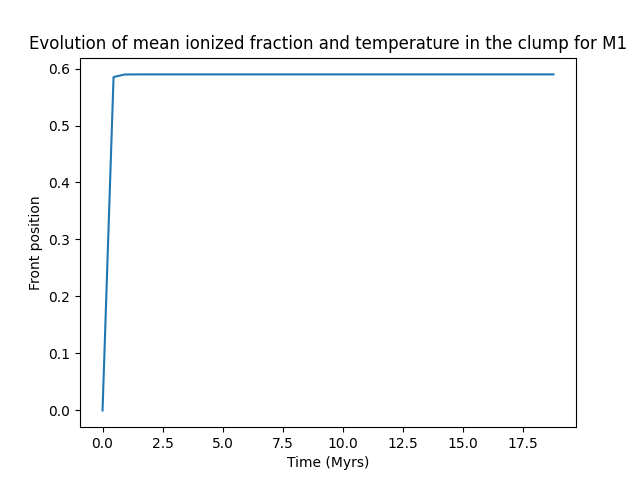 Evolution of mean ionized fraction and temperature in the clump for M1
0.6
0.5
0.4
0.3
0.2
0.1
0.0
Front position
0.0 2.5 5.0 7.5 10.0 12.5 15.0 17.5
Time (Myrs)